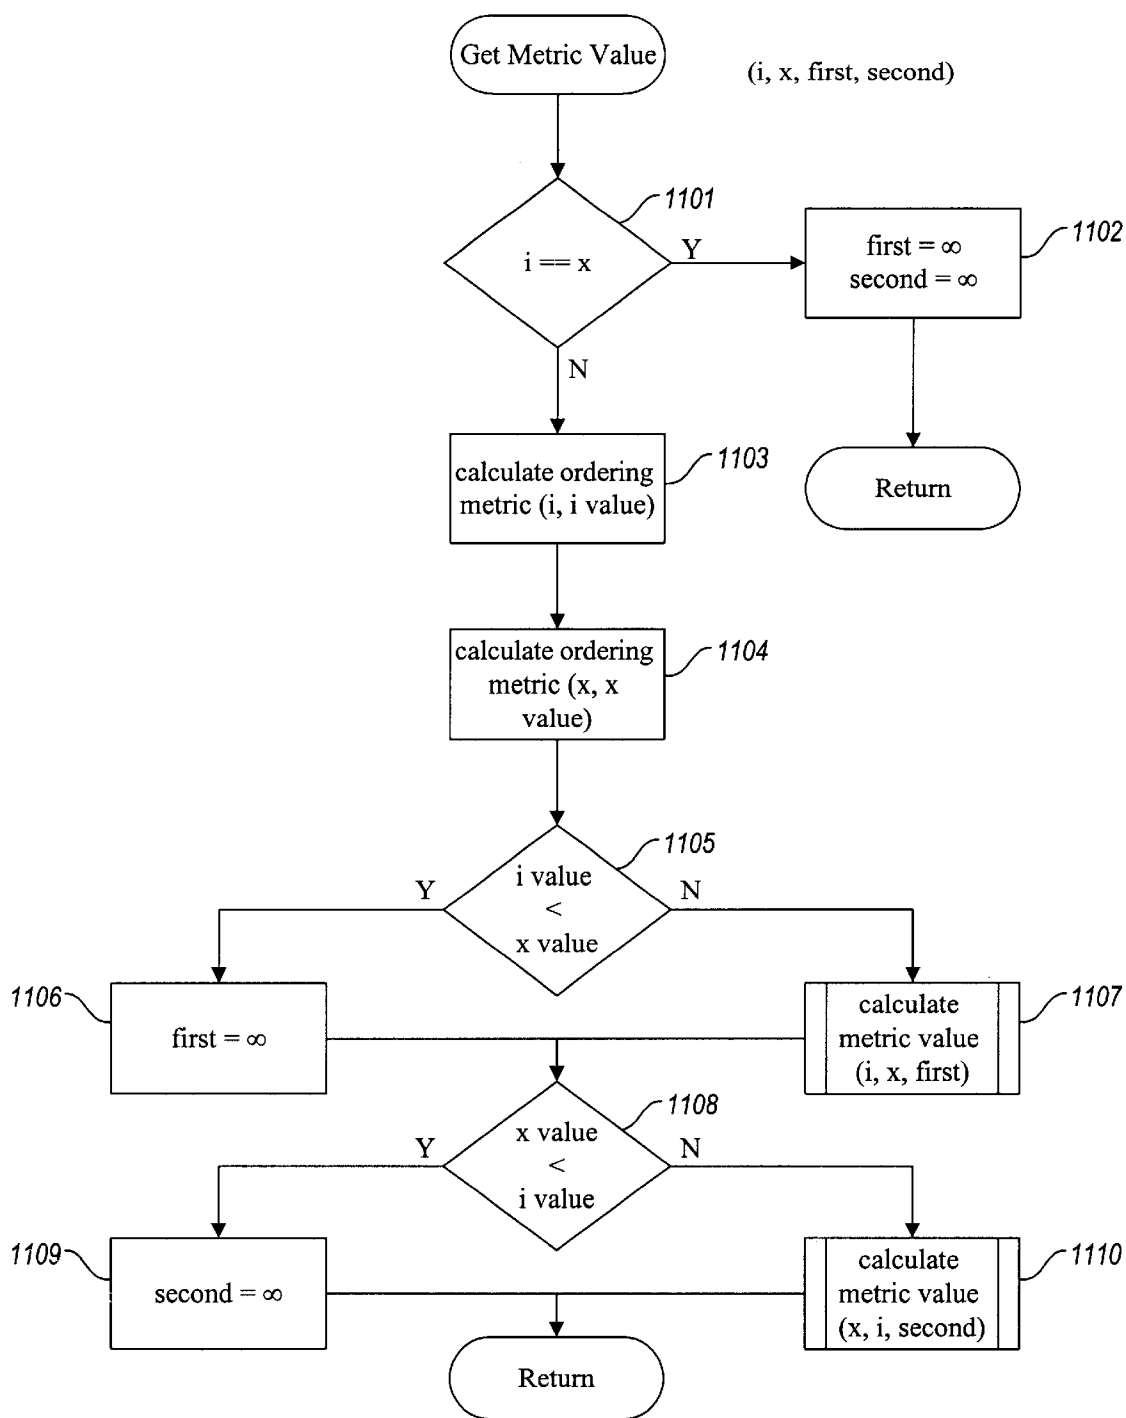 Get Metric Value
(i, x, first, second)
1101
i == x
Y
N
first = ∞
second = ∞
1102
Return
calculate ordering
metric (i, i value)
1103
calculate ordering
metric (x, x
value)
1104
i value
<
x value
1105
Y
N
first = ∞
1106
calculate
metric value
(i, x, first)
1107
x value
<
i value
1108
Y
N
second = ∞
1109
calculate
metric value
(x, i, second)
1110
Return